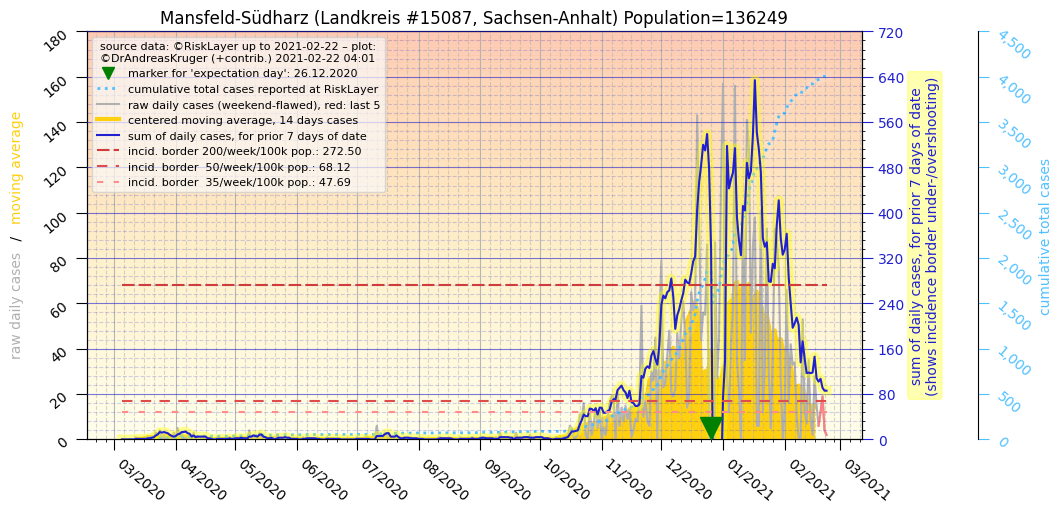 Mansfeld-Südharz (Landkreis #15087, Sachsen-Anhalt) Population=136249
source data: ©RiskLayer up to 2021-02-22 – plot:
©DrAndreasKruger (+contrib.) 2021-02-22 04:01
marker for 'expectation day': 26.12.2020
cumulative total cases reported at RiskLayer
raw daily cases (weekend-flawed), red: last 5
centered moving average, 14 days cases
sum of daily cases, for prior 7 days of date
incid. border 200/week/100k pop.: 272.50
incid. border  50/week/100k pop.: 68.12
incid. border  35/week/100k pop.: 47.69
raw daily cases / moving average
180
160
140
120
100
80
60
40
20
0
03/2020
04/2020
05/2020
06/2020
07/2020
08/2020
09/2020
10/2020
11/2020
12/2020
01/2021
02/2021
03/2021
720
640
560
480
400
320
240
160
80
0
sum of daily cases, for prior 7 days of date
(shows incidence border under-/overshooting)
4,500
4,000
3,500
3,000
2,500
2,000
1,500
1,000
500
0
cumulative total cases